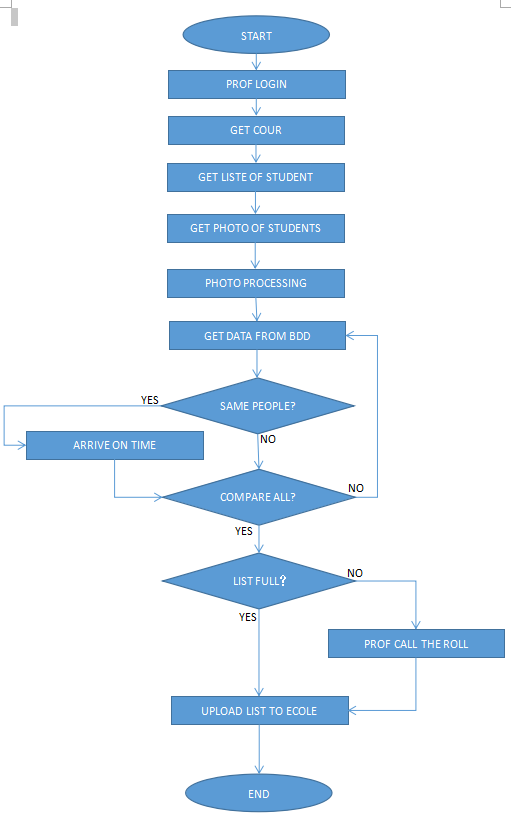 START
PROF LOGIN
GET COUR
GET LISTE OF STUDENT
GET PHOTO OF STUDENTS
PHOTO PROCESSING
GET DATA FROM BDD
YES
SAME PEOPLE?
NO
ARRIVE ON TIME
NO
COMPARE ALL?
YES
NO
LIST FULL?
YES
PROF CALL THE ROLL
UPLOAD LIST TO ECOLE
END